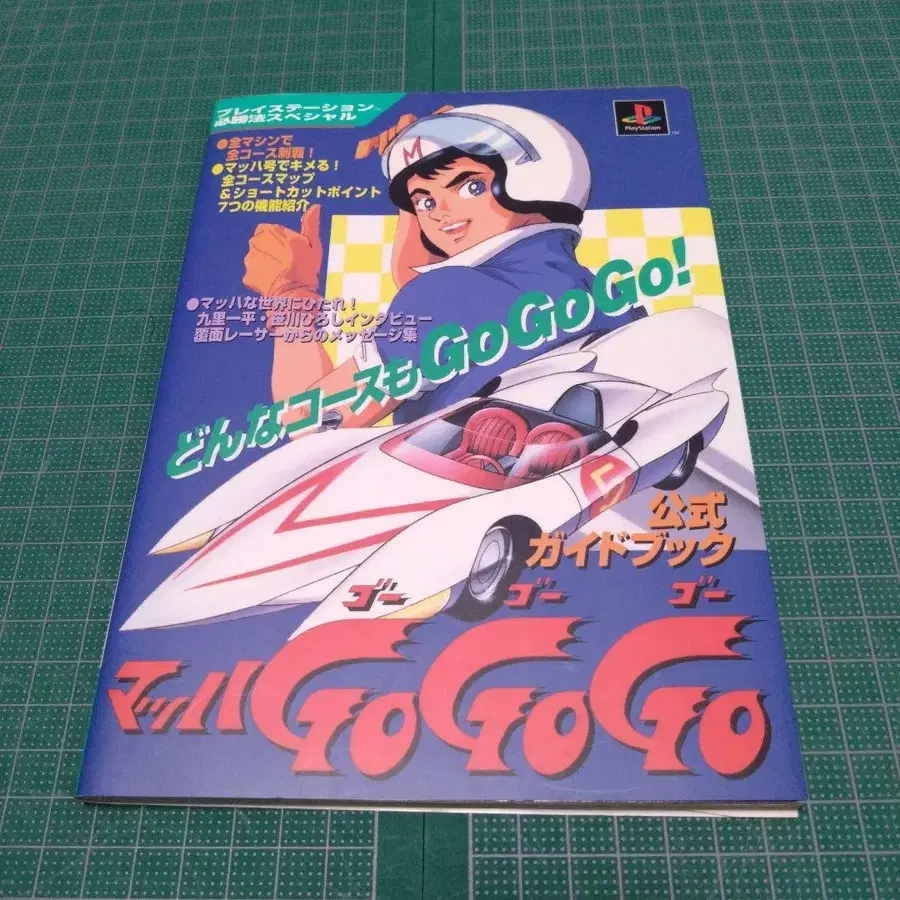 プレイステーション™
必勝法スペシャル
PlayStation
TM
M
●全マシンで
全コース制覇！
●マッハ号でキメる！
全コースマップ
＆ショートカットポイント
7つの機能紹介
●マッハな世界にひたれ！
九里一平・笹川ひろしインタビュー
覆面レーサーからのメッセージ集
どんなコースもGoGoGo!
5
公式
ガイドブック
ゴー ゴー ゴー
マッハGoGoGo